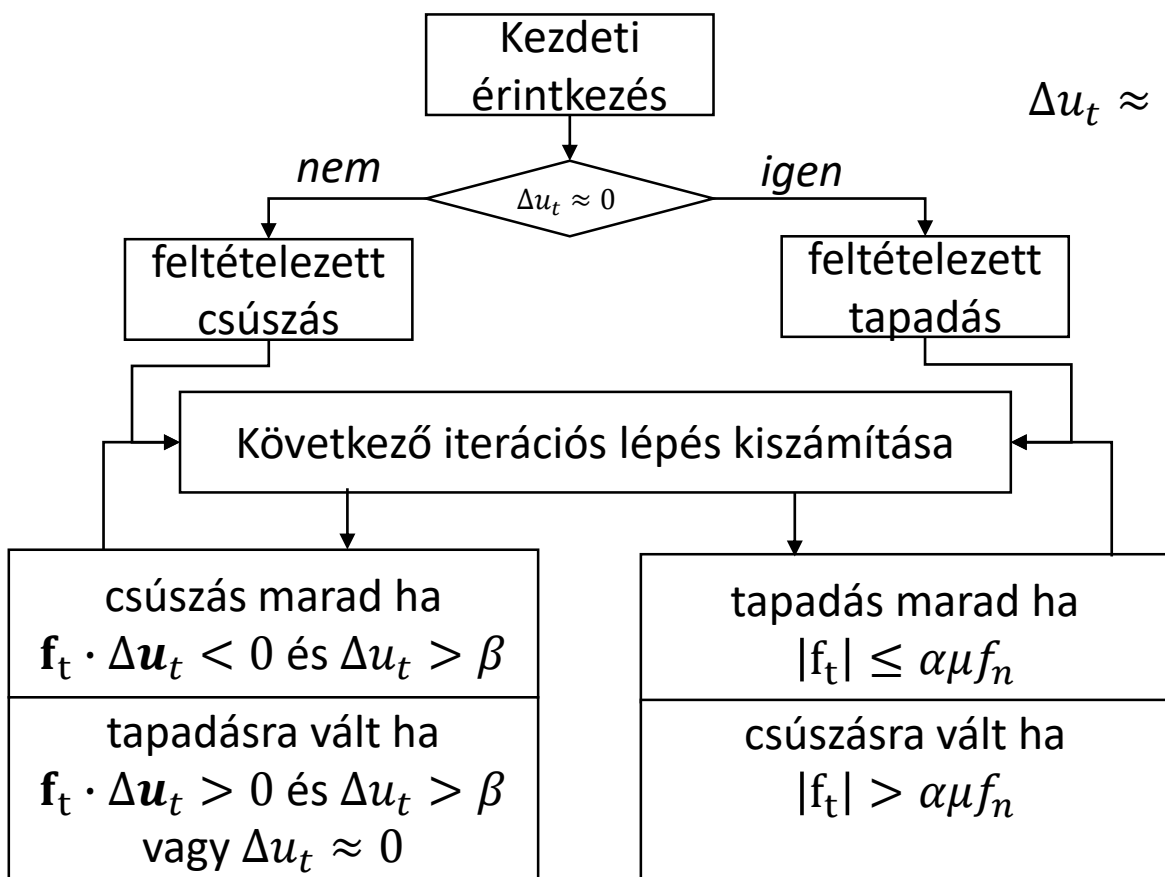 Kezdeti
érintkezés
Δu_t ≈
nem
igen
Δu_t ≈ 0
feltételezett
csúszás
feltételezett
tapadás
Következő iterációs lépés kiszámítása
csúszás marad ha
f_t · Δu_t < 0 és Δu_t > β
tapadásra vált ha
f_t · Δu_t > 0 és Δu_t > β
vagy Δu_t ≈ 0
tapadás marad ha
|f_t| ≤ αμf_n
csúszásra vált ha
|f_t| > αμf_n